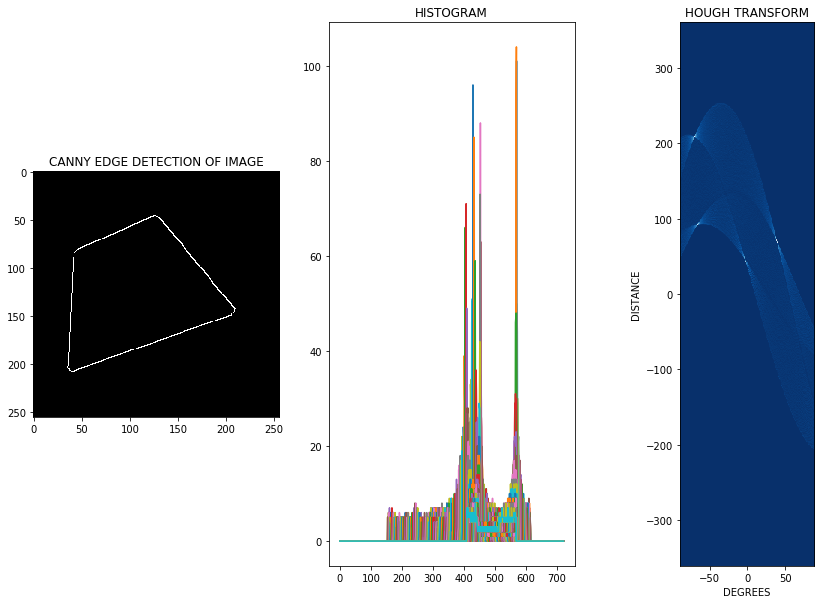 CANNY EDGE DETECTION OF IMAGE
0
50
100
150
200
250
0 50 100 150 200 250
HISTOGRAM
100
80
60
40
20
0
0 100 200 300 400 500 600 700
HOUGH TRANSFORM
DISTANCE
300
200
100
0
−100
−200
−300
−50 0 50
DEGREES